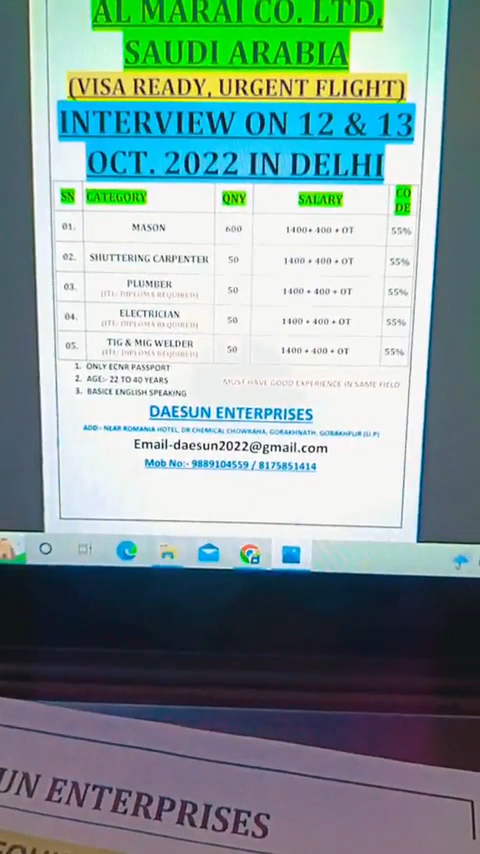 AL MARAI CO. LTD,
SAUDI ARABIA
(VISA READY, URGENT FLIGHT)
INTERVIEW ON 12 & 13
OCT. 2022 IN DELHI
SN CATEGORY QNY SALARY CO DE
01. MASON 600 1400+ 400 + OT 55%
02. SHUTTERING CARPENTER 50 1400 + 400 + OT 55%
03. PLUMBER 50 1400 + 400 + OT 55%
(ITI/ DIPLOMA REQUIRED)
04. ELECTRICIAN 50 1400 + 400 + OT 55%
(ITI/ DIPLOMA REQUIRED)
05. TIG & MIG WELDER 50 1400 + 400 + OT 55%
(ITI/ DIPLOMA REQUIRED)
1. ONLY ECNR PASSPORT
2. AGE:- 22 TO 40 YEARS MUST HAVE GOOD EXPERIENCE IN SAME FIELD
3. BASICE ENGLISH SPEAKING
DAESUN ENTERPRISES
ADD:- NEAR ROMANIA HOTEL, DR CHEMICAL CHOWRAHA, GORAKHNATH, GORAKHPUR (U.P)
Email-daesun2022@gmail.com
Mob No:- 9889104559 / 8175851414
UN ENTERPRISES